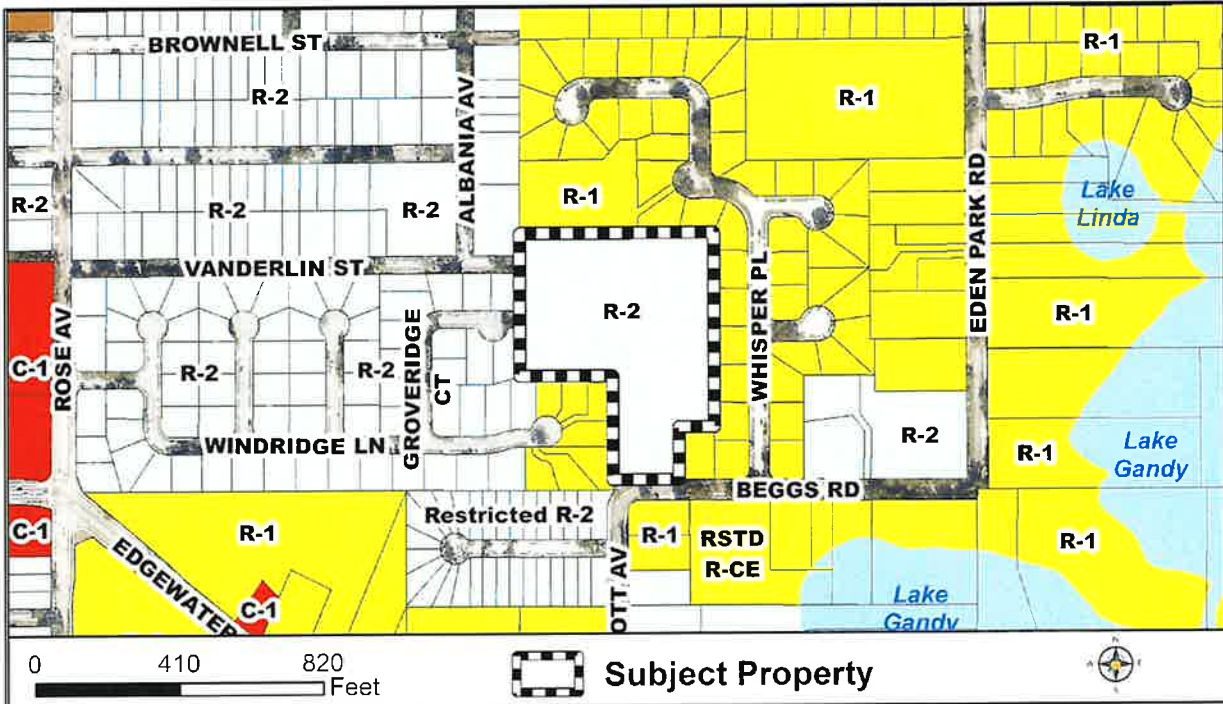 BROWNELL ST
R-2
ALBANIA AV
R-1
R-1
R-2
R-2
R-2
R-1
EDEN PARK RD
Lake
Linda
VANDERLIN ST
R-2
WHISPER PL
R-1
C-1
ROSE AV
R-2
R-2
GROVERIDGE
CT
WINDRIDGE LN
R-2
R-1
Lake
Gandy
BEGGS RD
C-1
R-1
EDGEWATER
C-1
Restricted R-2
OTT AV
R-1
RSTD
R-CE
Lake
Gandy
R-1
0 410 820
Feet
Subject Property